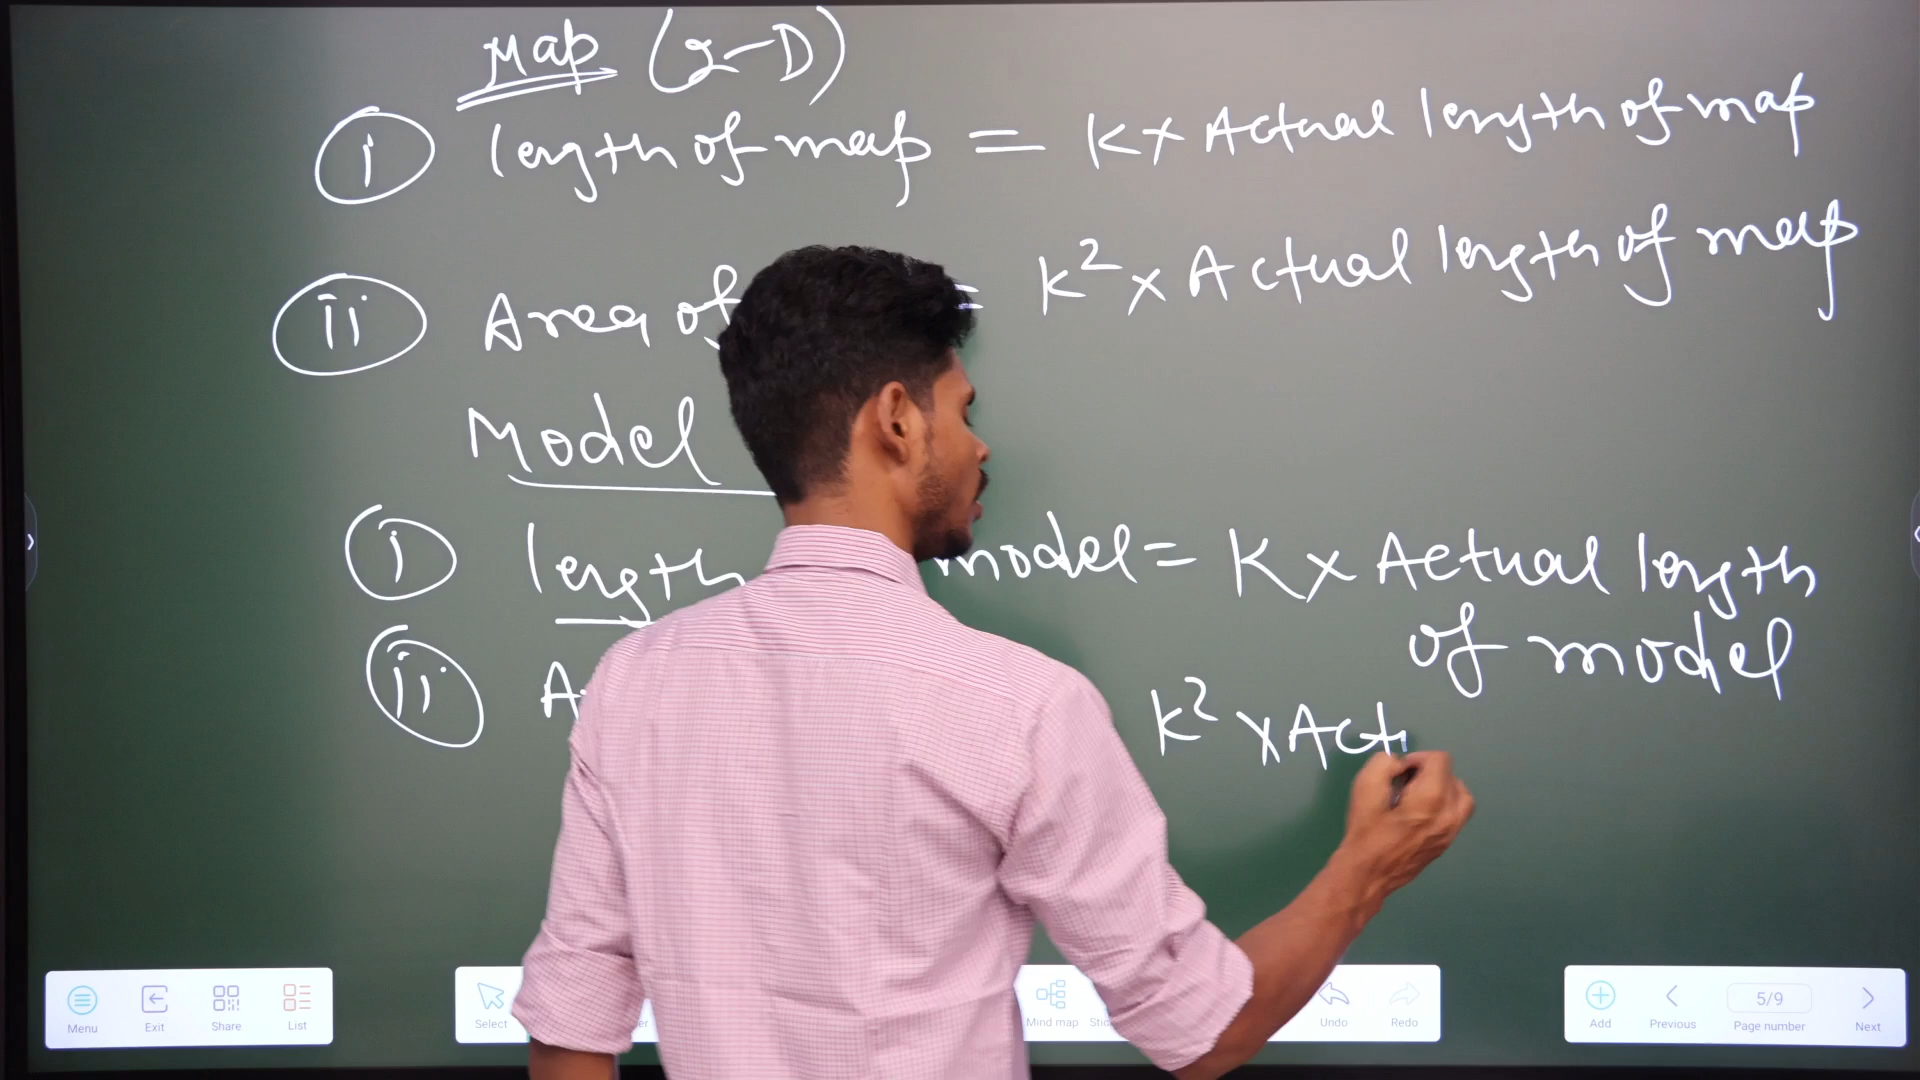 Map (2-D)
i length of map = K x Actual length of map
ii Area of = K² x Actual length of map
Model
i length model = K x Actual length
of model
ii A K² x Act
Menu Exit Share List Select Mind map Undo Redo Add Previous 5/9 Page number Next